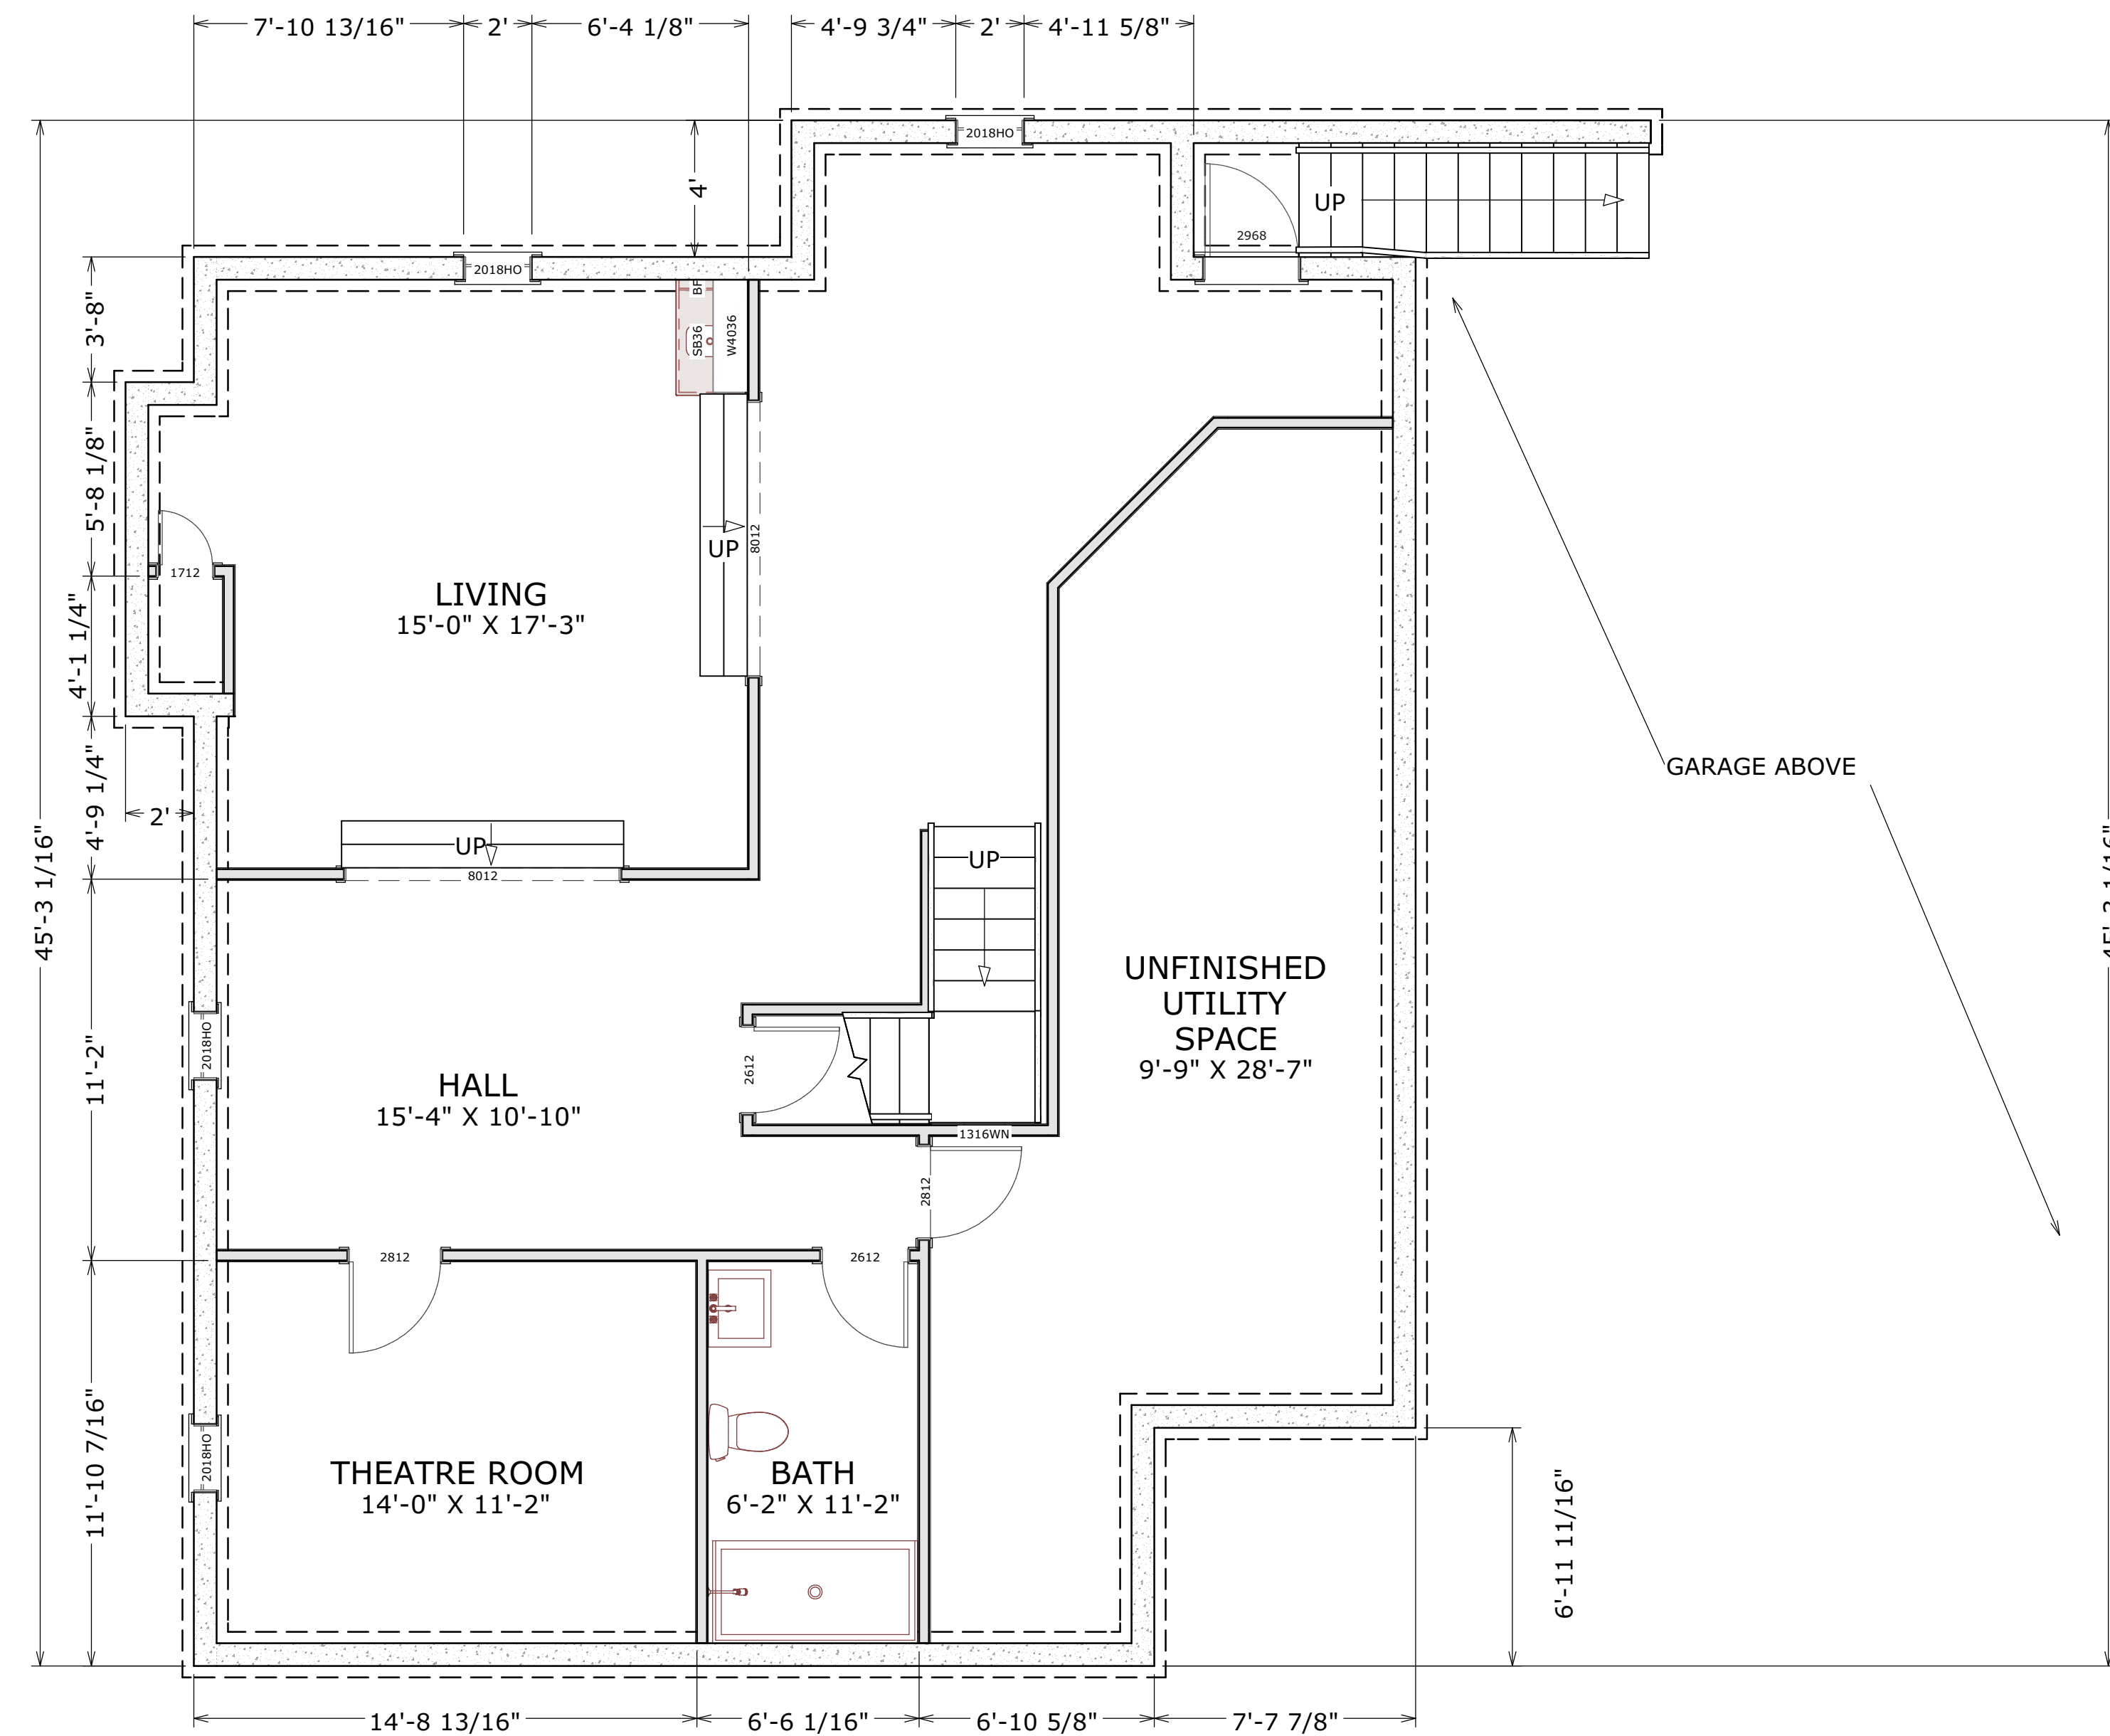 7'-10 13/16"
2'
6'-4 1/8"
4'-9 3/4"
2'
4'-11 5/8"
2018HO
4'
UP
2968
2018HO
3'-8"
SB36
W4036
5'-8 1/8"
8012
UP
1712
LIVING
15'-0" X 17'-3"
4'-1 1/4"
GARAGE ABOVE
4'-9 1/4"
2'
45'-3 1/16"
UP
8012
UP
UNFINISHED
UTILITY
SPACE
9'-9" X 28'-7"
2018HO
11'-2"
HALL
15'-4" X 10'-10"
2612
1316WN
2812
2812
2612
11'-10 7/16"
2018HO
THEATRE ROOM
14'-0" X 11'-2"
BATH
6'-2" X 11'-2"
6'-11 11/16"
14'-8 13/16"
6'-6 1/16"
6'-10 5/8"
7'-7 7/8"